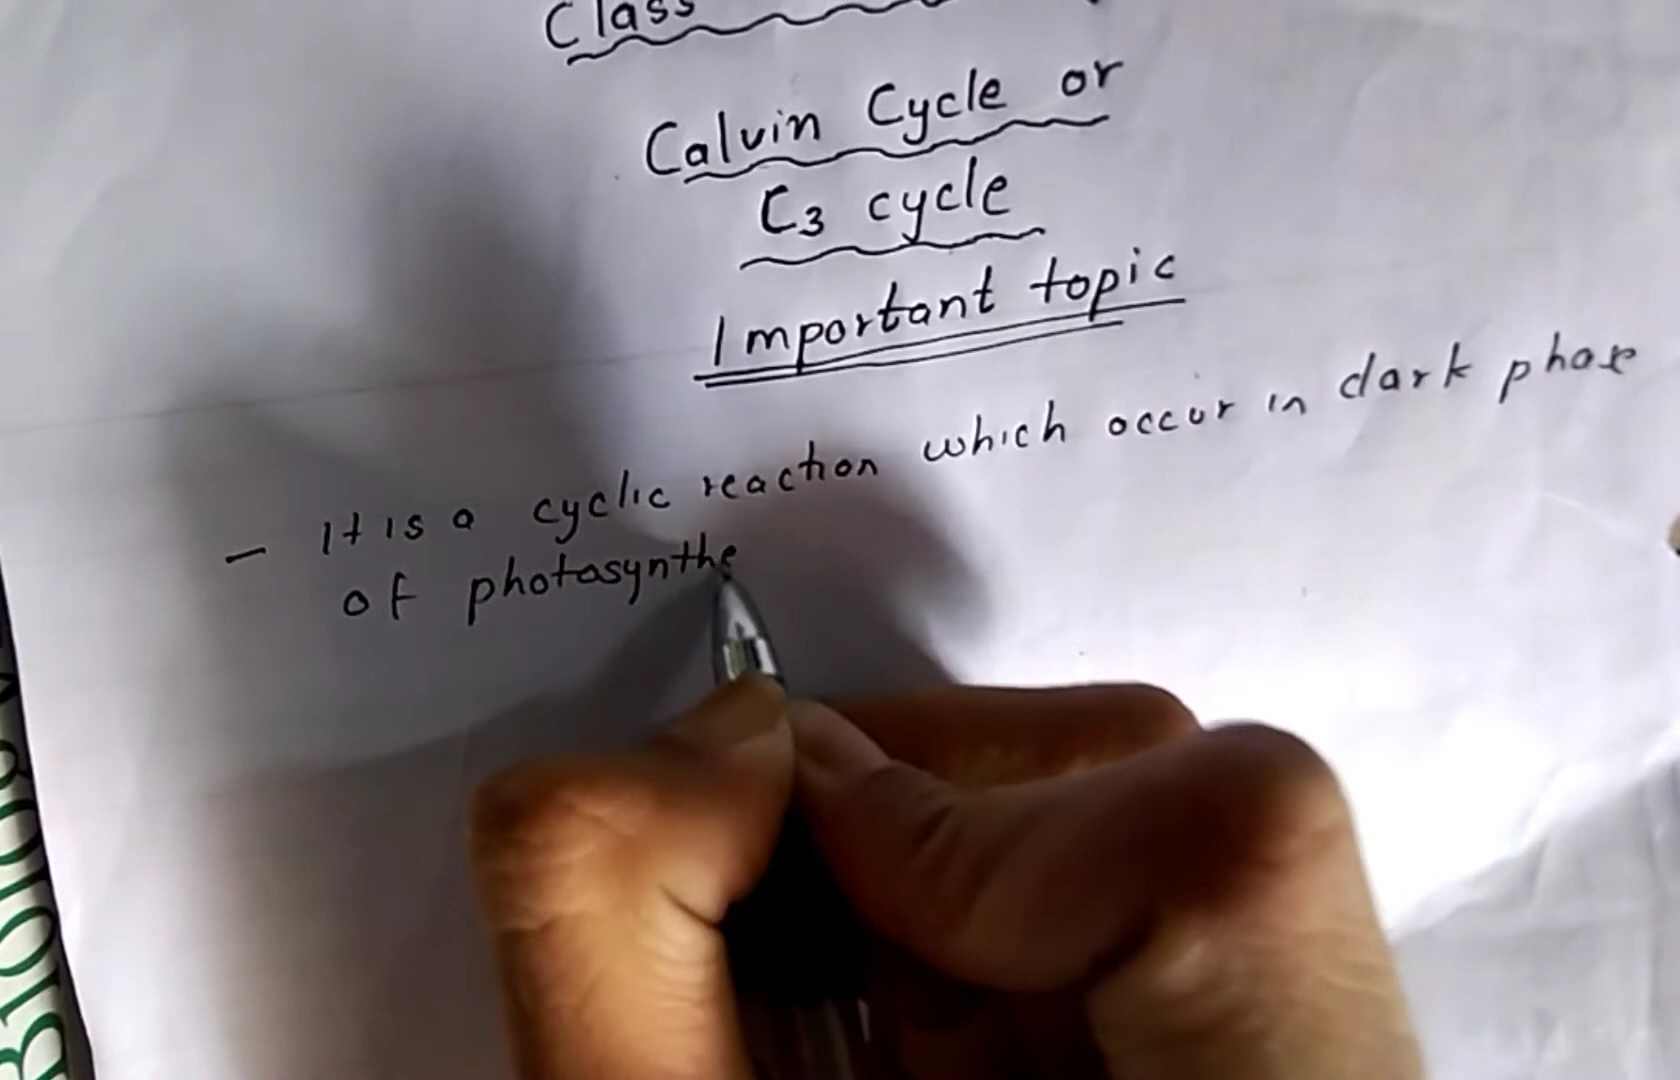 Class
Calvin Cycle or
C3 cycle
Important topic
- It is a cyclic reaction which occur in dark phase
of photosynthe
Biology